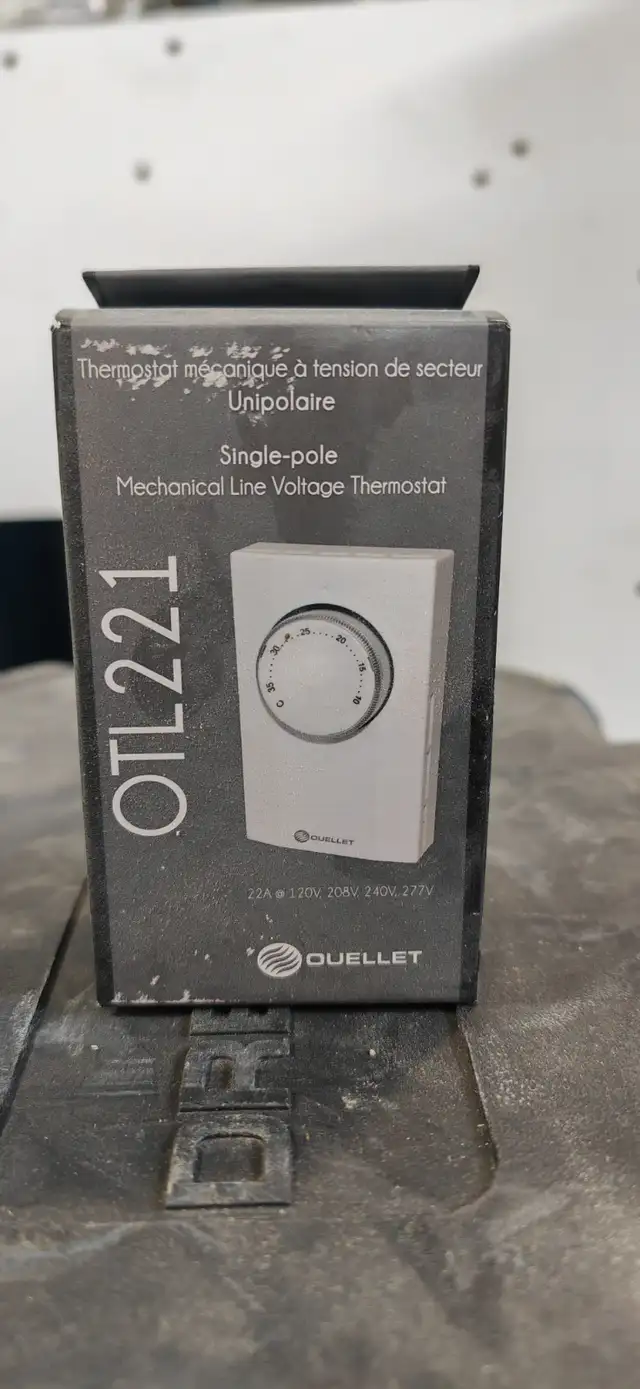 Thermostat mécanique à tension de secteur
Unipolaire
Single-pole
Mechanical Line Voltage Thermostat
OTL221
C 35 30 25 20 15 10
OUELLET
22A @ 120V, 208V, 240V, 277V
OUELLET